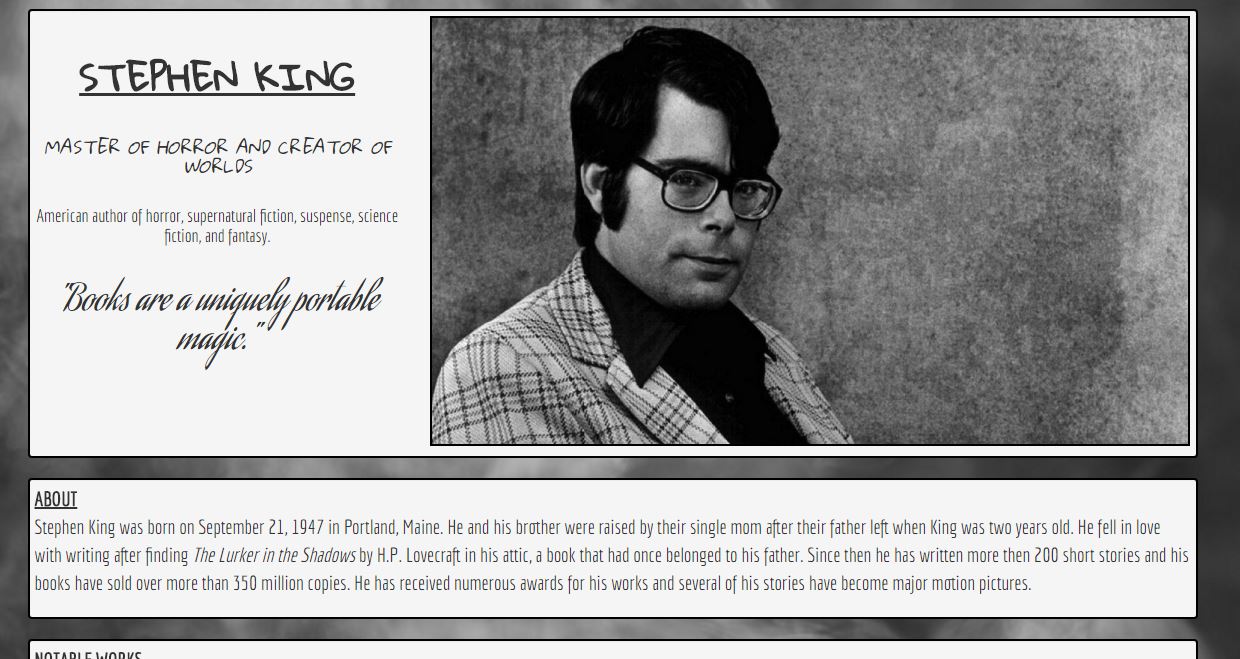 STEPHEN KING
MASTER OF HORROR AND CREATOR OF
WORLDS
American author of horror, supernatural fiction, suspense, science
fiction, and fantasy.
"Books are a uniquely portable
magic."
ABOUT
Stephen King was born on September 21, 1947 in Portland, Maine. He and his brother were raised by their single mom after their father left when King was two years old. He fell in love
with writing after finding The Lurker in the Shadows by H.P. Lovecraft in his attic, a book that had once belonged to his father. Since then he has written more then 200 short stories and his
books have sold over more than 350 million copies. He has received numerous awards for his works and several of his stories have become major motion pictures.
NOTABLE WORKS